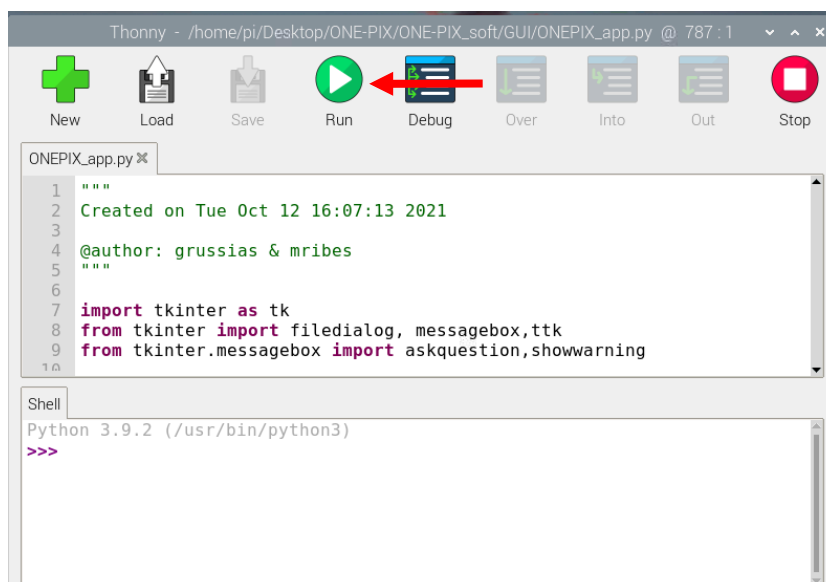 Thonny - /home/pi/Desktop/ONE-PIX/ONE-PIX_soft/GUI/ONEPIX_app.py @ 787 : 1
New Load Save Run Debug Over Into Out Stop
ONEPIX_app.py
1 """
2 Created on Tue Oct 12 16:07:13 2021
3
4 @author: grussias & mribes
5 """
6
7 import tkinter as tk
8 from tkinter import filedialog, messagebox,ttk
9 from tkinter.messagebox import askquestion,showwarning
10
Shell
Python 3.9.2 (/usr/bin/python3)
>>>